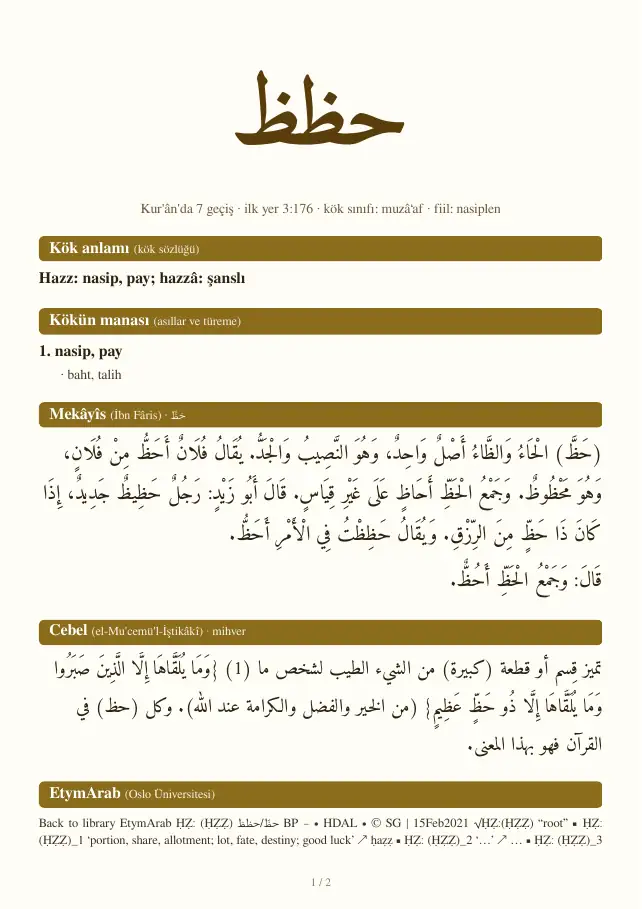 حظظ
Kur'ân'da 7 geçiş · ilk yer 3:176 · kök sınıfı: muzâ‘af · fiil: nasiplen
Kök anlamı (kök sözlüğü)
Hazz: nasip, pay; hazzâ: şanslı
Kökün manası (asıllar ve türeme)
1. nasip, pay
· baht, talih
Mekâyîs (İbn Fâris) · حظ
(حَظَّ) الْحَاءُ وَالظَّاءُ أَصْلٌ وَاحِدٌ، وَهُوَ النَّصِيبُ وَالْجَدُّ. يُقَالُ فُلَانٌ أَحَظُّ مِنْ فُلَانٍ،
وَهُوَ مَحْظُوظٌ. وَجَمْعُ الْحَظِّ أَحَاظٍ عَلَى غَيْرِ قِيَاسٍ. قَالَ أَبُو زَيْدٍ: رَجُلٌ حَظِيظٌ جَدِيدٌ، إِذَا
كَانَ ذَا حَظٍّ مِنَ الرِّزْقِ. وَيُقَالُ حَظِظْتُ فِي الْأَمْرِ أَحَظُّ.
قَالَ: وَجَمْعُ الْحَظِّ أَحُظٌّ.
Cebel (el-Mu'cemü'l-İştikâkî) · mihver
تميز قِسم أو قطعة (كبيرة) من الشيء الطيب لشخص ما (1) {وَمَا يُلَقَّاهَا إِلَّا الَّذِينَ صَبَرُوا
وَمَا يُلَقَّاهَا إِلَّا ذُو حَظٍّ عَظِيمٍ} (من الخير والفضل والكرامة عند الله). وكل (حظ) في
القرآن فهو بهذا المعنى.
EtymArab (Oslo Üniversitesi)
Back to library EtymArab ḤẒː (ḤẒẒ) حظ/حظظ BP – • HDAL • © SG | 15Feb2021 √ḤẒː(ḤẒẒ) “root” ▪ ḤẒː
(ḤẒẒ)_1 ‘portion, share, allotment; lot, fate, destiny; good luck’ ↗ ḥaẓẓ ▪ ḤẒː (ḤẒẒ)_2 ‘…’ ↗ … ▪ ḤẒː (ḤẒẒ)_3
1 / 2